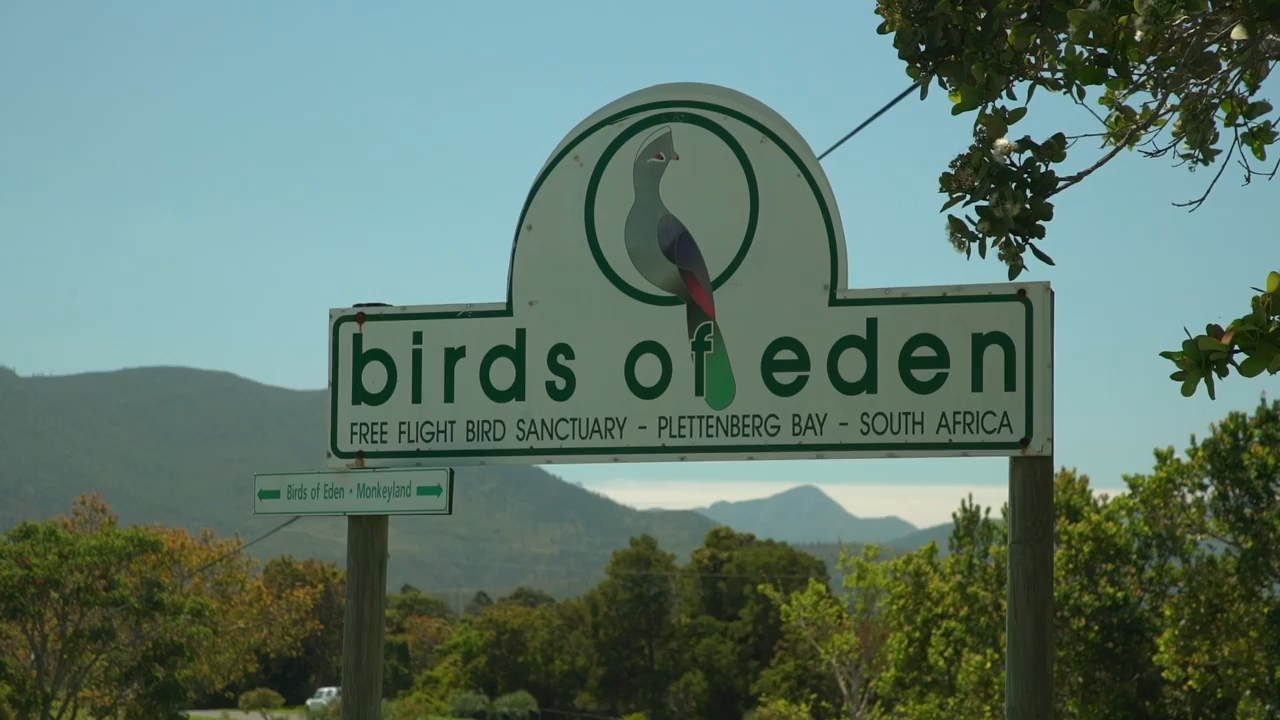 birds of eden
FREE FLIGHT BIRD SANCTUARY - PLETTENBERG BAY - SOUTH AFRICA
Birds of Eden • Monkeyland